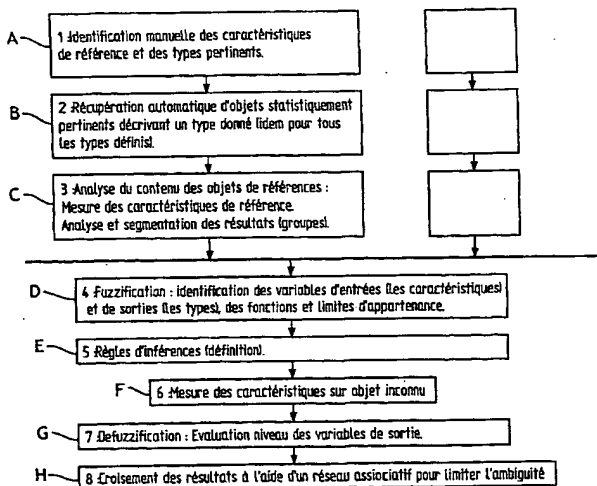 A
1 Identification manuelle des caractéristiques
de référence et des types pertinents.
B
2 Récupération automatique d'objets statistiquement
pertinents décrivant un type donné (idem pour tous
les types définis).
C
3 Analyse du contenu des objets de références :
Mesure des caractéristiques de référence.
Analyse et segmentation des résultats (groupes).
D
4 Fuzzification : identification des variables d'entrées (les caractéristiques)
et de sorties (les types), des fonctions et limites d'appartenance.
E
5 Règles d'inférences (définition).
F
6 Mesure des caractéristiques sur objet inconnu
G
7 Defuzzification : Evaluation niveau des variables de sortie.
H
8 Croisement des résultats à l'aide d'un réseau assiociatif pour limiter l'ambiguité